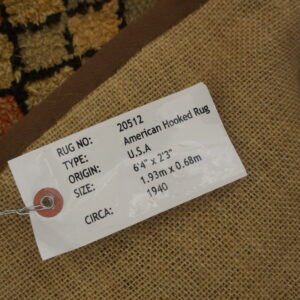 RUG NO: 20512
TYPE: American Hooked Rug
ORIGIN: U.S.A
SIZE: 6'4" x 2'3"
1.93m x 0.68m
CIRCA: 1940